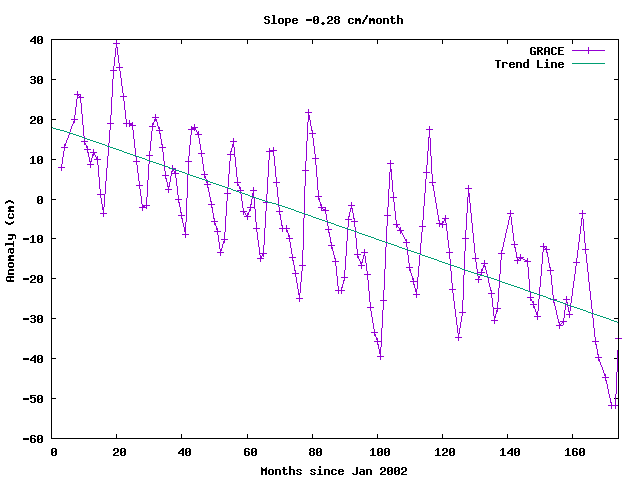 Slope -0.28 cm/month
GRACE
Trend Line
40
30
20
10
0
-10
-20
-30
-40
-50
-60
Anomaly (cm)
0 20 40 60 80 100 120 140 160
Months since Jan 2002